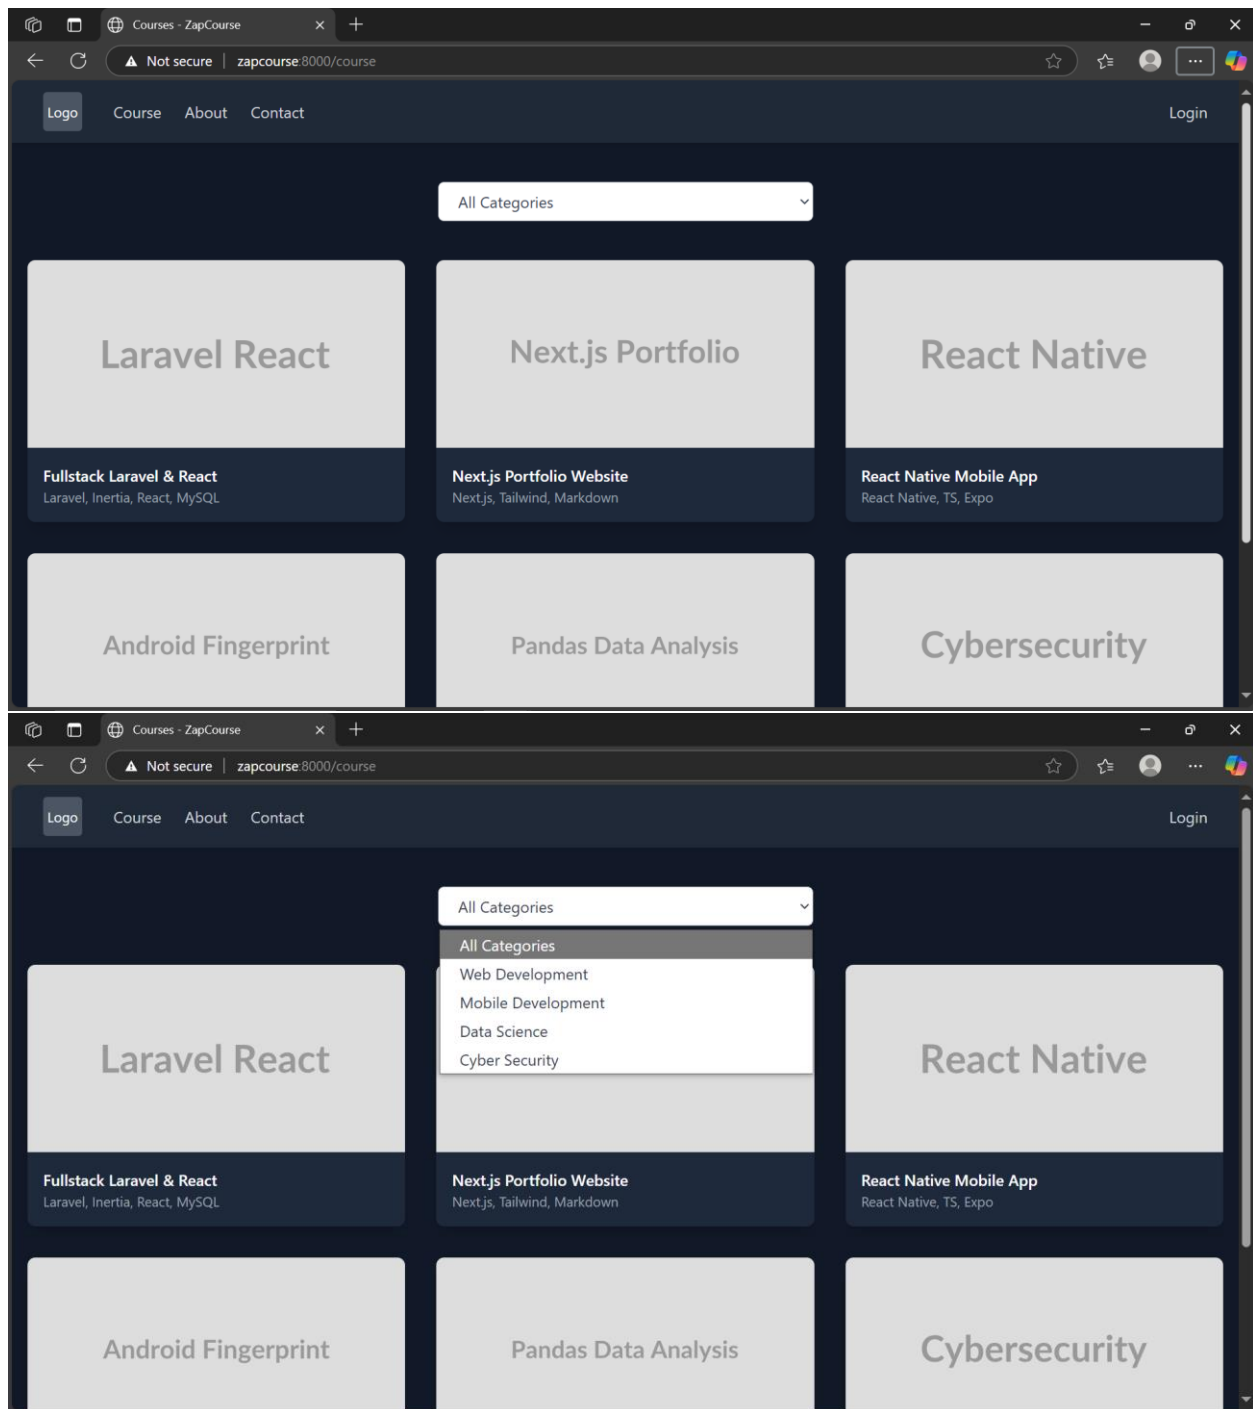 Courses - ZapCourse
Not secure | zapcourse:8000/course
Logo Course About Contact Login
All Categories
Laravel React Next.js Portfolio React Native
Fullstack Laravel & React Next.js Portfolio Website React Native Mobile App
Laravel, Inertia, React, MySQL Next.js, Tailwind, Markdown React Native, TS, Expo
Android Fingerprint Pandas Data Analysis Cybersecurity
Courses - ZapCourse
Not secure | zapcourse:8000/course
Logo Course About Contact Login
All Categories
All Categories
Web Development
Mobile Development
Data Science
Cyber Security
Laravel React React Native
Fullstack Laravel & React Next.js Portfolio Website React Native Mobile App
Laravel, Inertia, React, MySQL Next.js, Tailwind, Markdown React Native, TS, Expo
Android Fingerprint Pandas Data Analysis Cybersecurity